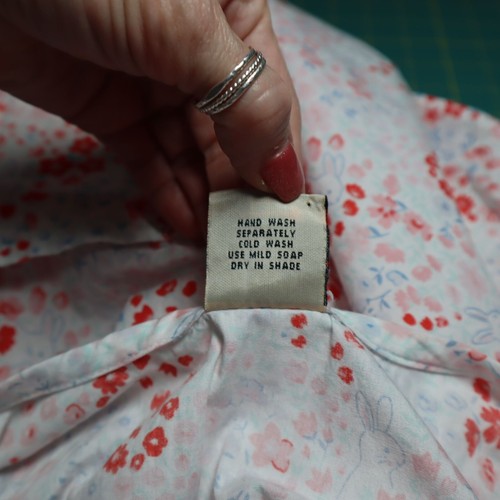 HAND WASH
SEPARATELY
COLD WASH
USE MILD SOAP
DRY IN SHADE